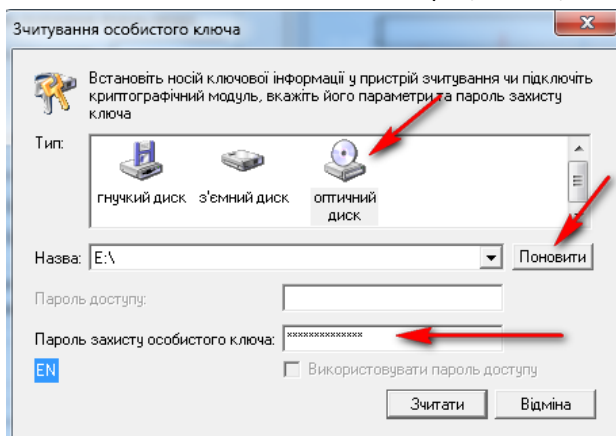 Зчитування особистого ключа
Встановіть носій ключової інформації у пристрій зчитування чи підключіть
криптографічний модуль, вкажіть його параметри та пароль захисту
ключа
Тип:
гнучкий диск з'ємний диск оптичний
диск
Назва: E:\ Поновити
Пароль доступу:
Пароль захисту особистого ключа: **************
EN Використовувати пароль доступу
Зчитати Відміна